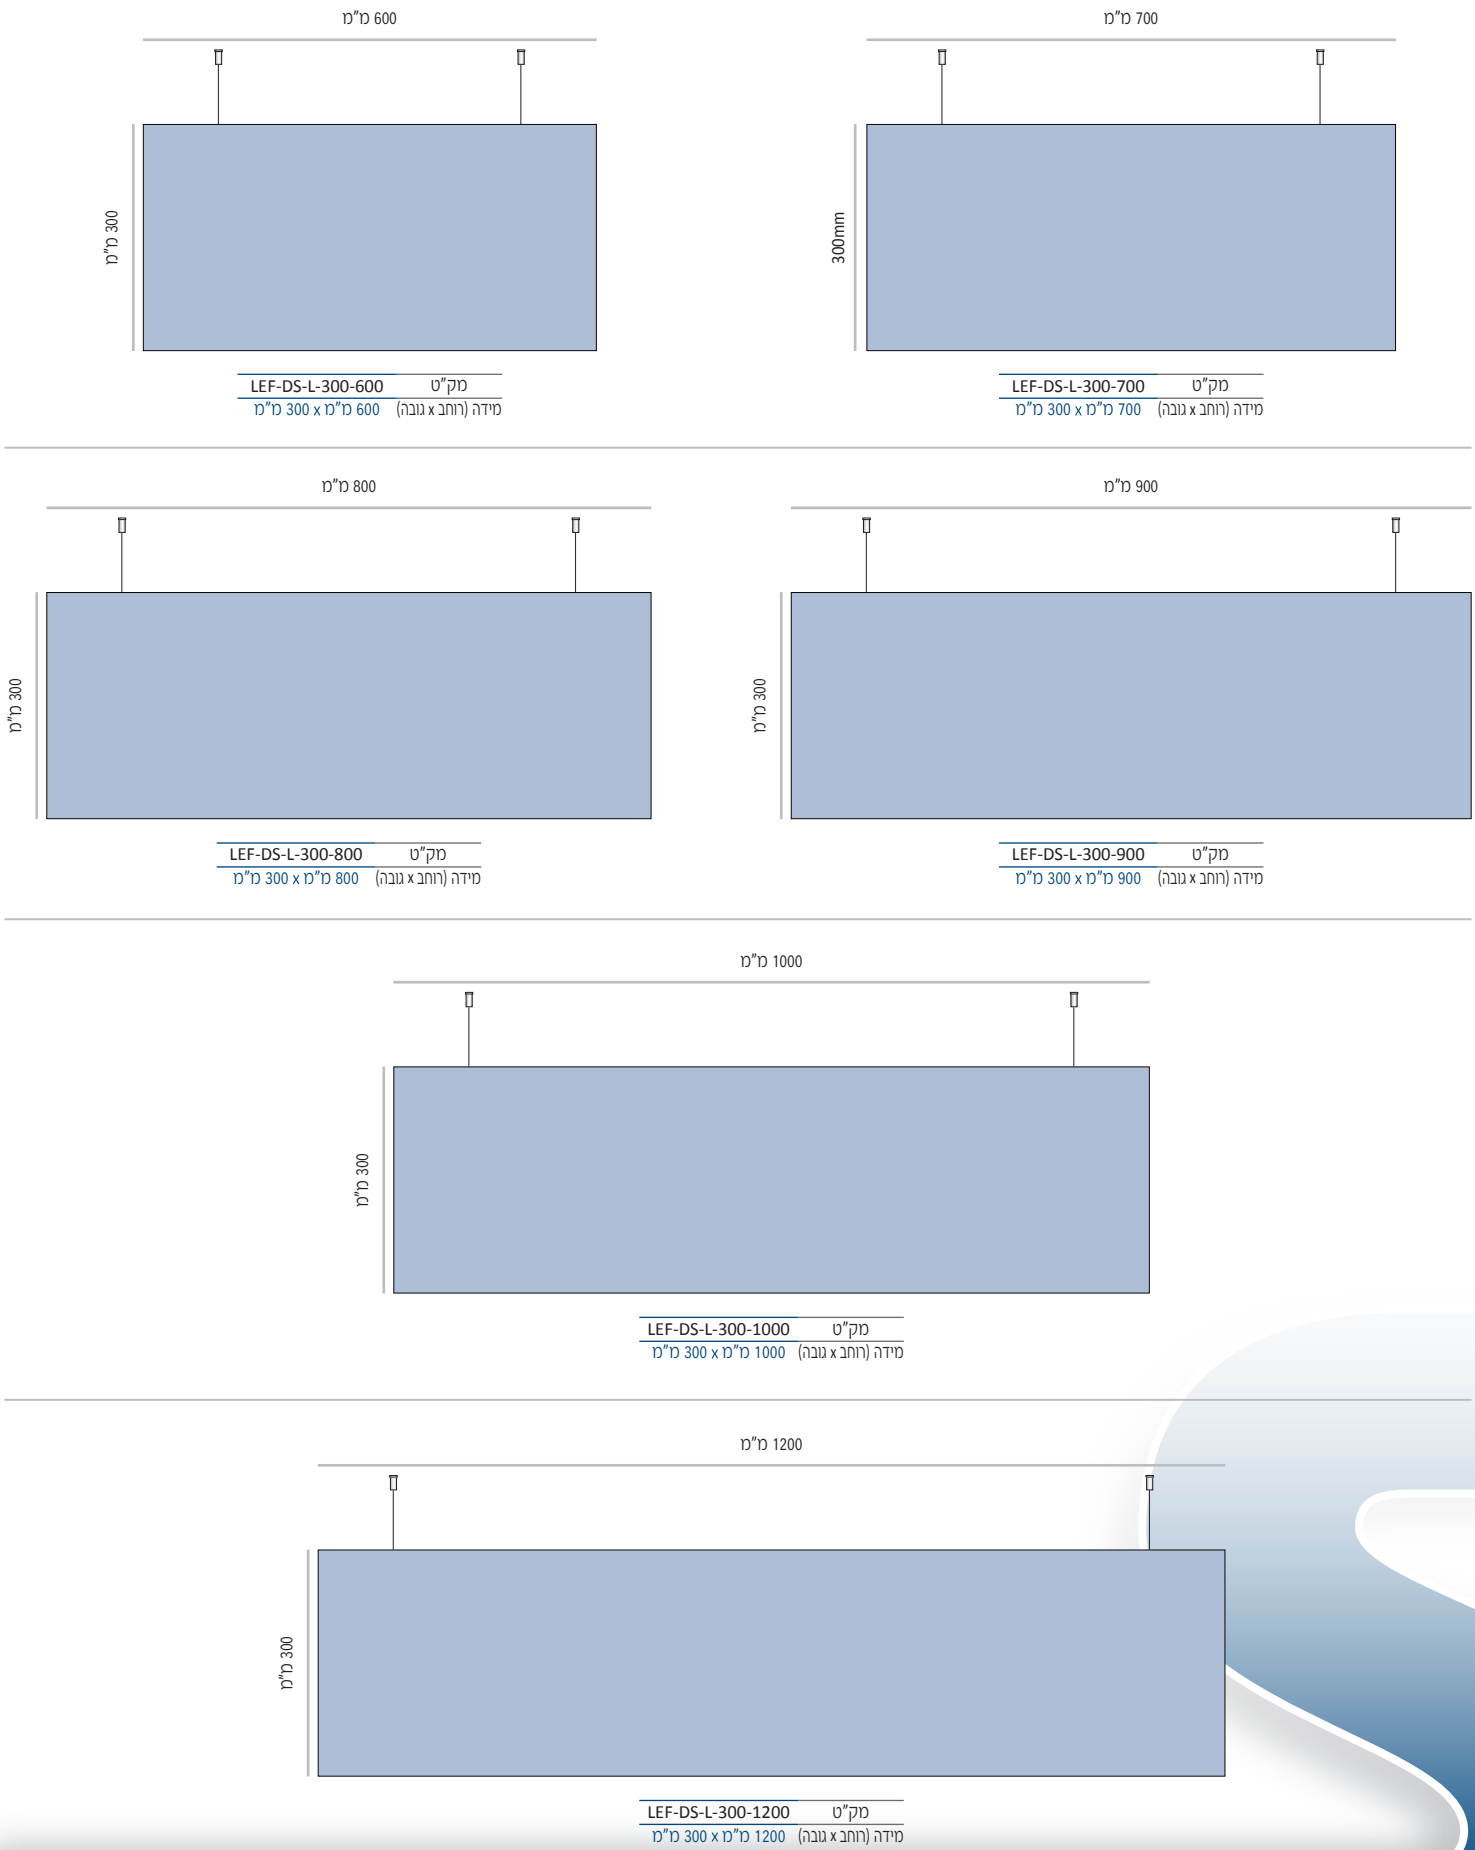 600 מ"מ
300 מ"מ
מק"ט LEF-DS-L-300-600
מידה (רוחב x גובה) 600 מ"מ x 300 מ"מ
700 מ"מ
300mm
מק"ט LEF-DS-L-300-700
מידה (רוחב x גובה) 700 מ"מ x 300 מ"מ
800 מ"מ
300 מ"מ
מק"ט LEF-DS-L-300-800
מידה (רוחב x גובה) 800 מ"מ x 300 מ"מ
900 מ"מ
300 מ"מ
מק"ט LEF-DS-L-300-900
מידה (רוחב x גובה) 900 מ"מ x 300 מ"מ
1000 מ"מ
300 מ"מ
מק"ט LEF-DS-L-300-1000
מידה (רוחב x גובה) 1000 מ"מ x 300 מ"מ
1200 מ"מ
300 מ"מ
מק"ט LEF-DS-L-300-1200
מידה (רוחב x גובה) 1200 מ"מ x 300 מ"מ